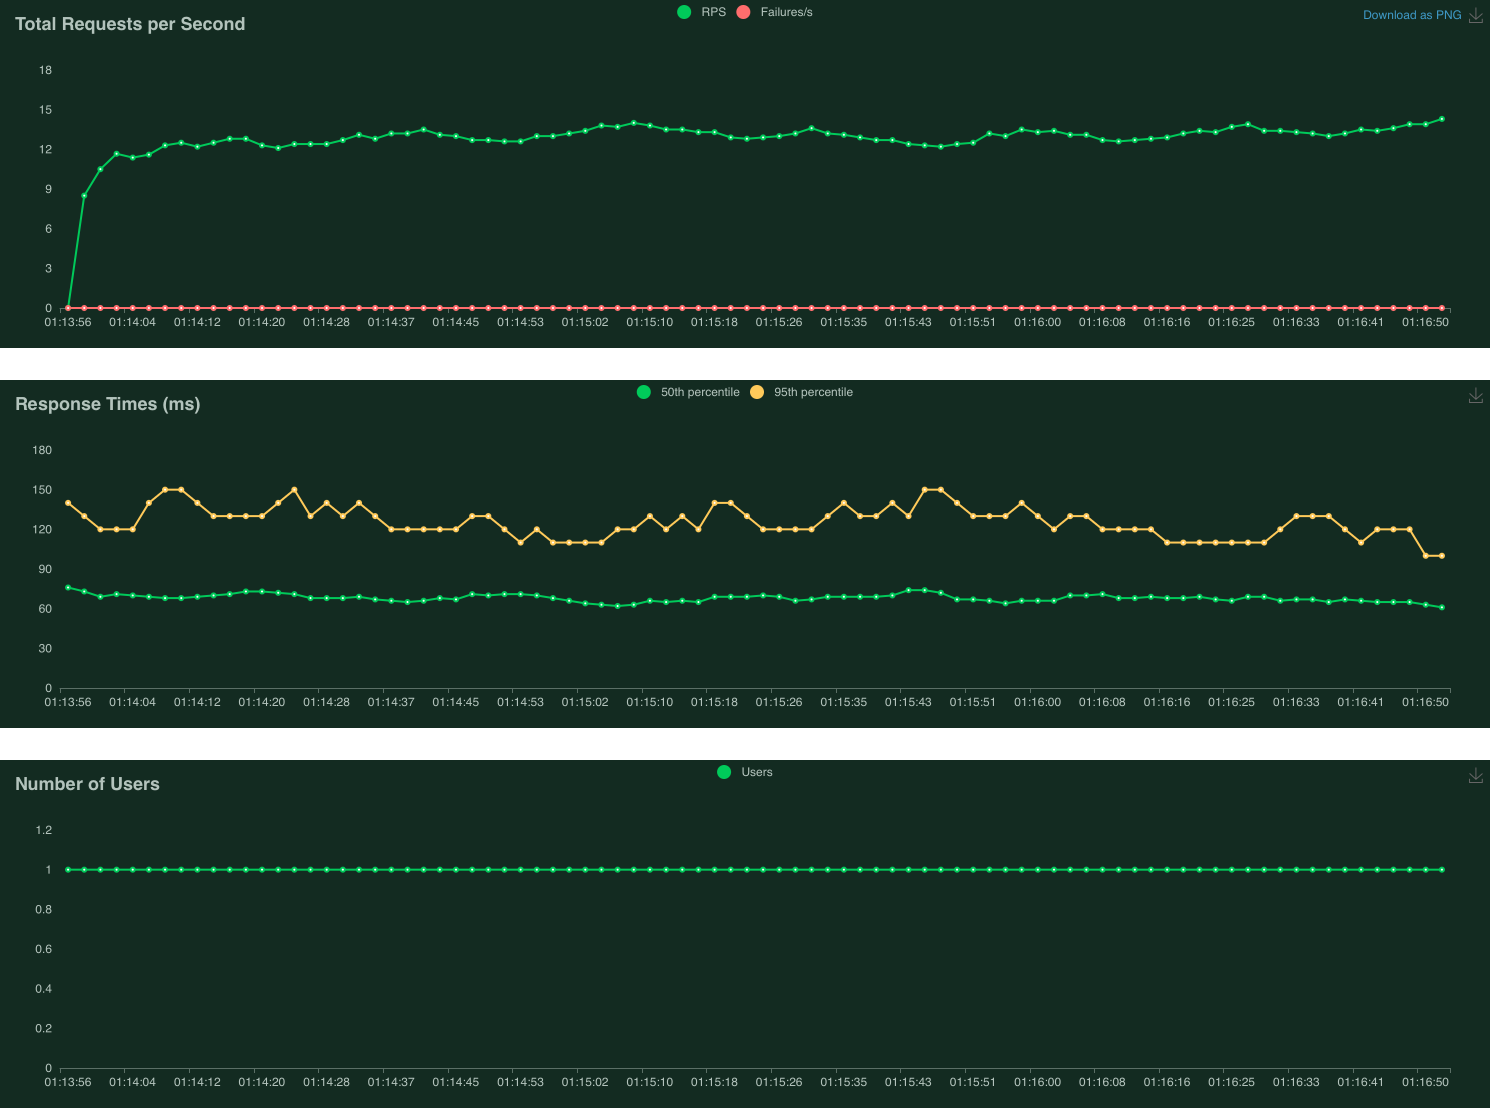 RPS Failures/s
Total Requests per Second
Download as PNG
18
15
12
9
6
3
0
01:13:56 01:14:04 01:14:12 01:14:20 01:14:28 01:14:37 01:14:45 01:14:53 01:15:02 01:15:10 01:15:18 01:15:26 01:15:35 01:15:43 01:15:51 01:16:00 01:16:08 01:16:16 01:16:25 01:16:33 01:16:41 01:16:50
50th percentile 95th percentile
Response Times (ms)
180
150
120
90
60
30
0
01:13:56 01:14:04 01:14:12 01:14:20 01:14:28 01:14:37 01:14:45 01:14:53 01:15:02 01:15:10 01:15:18 01:15:26 01:15:35 01:15:43 01:15:51 01:16:00 01:16:08 01:16:16 01:16:25 01:16:33 01:16:41 01:16:50
Users
Number of Users
1.2
1
0.8
0.6
0.4
0.2
0
01:13:56 01:14:04 01:14:12 01:14:20 01:14:28 01:14:37 01:14:45 01:14:53 01:15:02 01:15:10 01:15:18 01:15:26 01:15:35 01:15:43 01:15:51 01:16:00 01:16:08 01:16:16 01:16:25 01:16:33 01:16:41 01:16:50